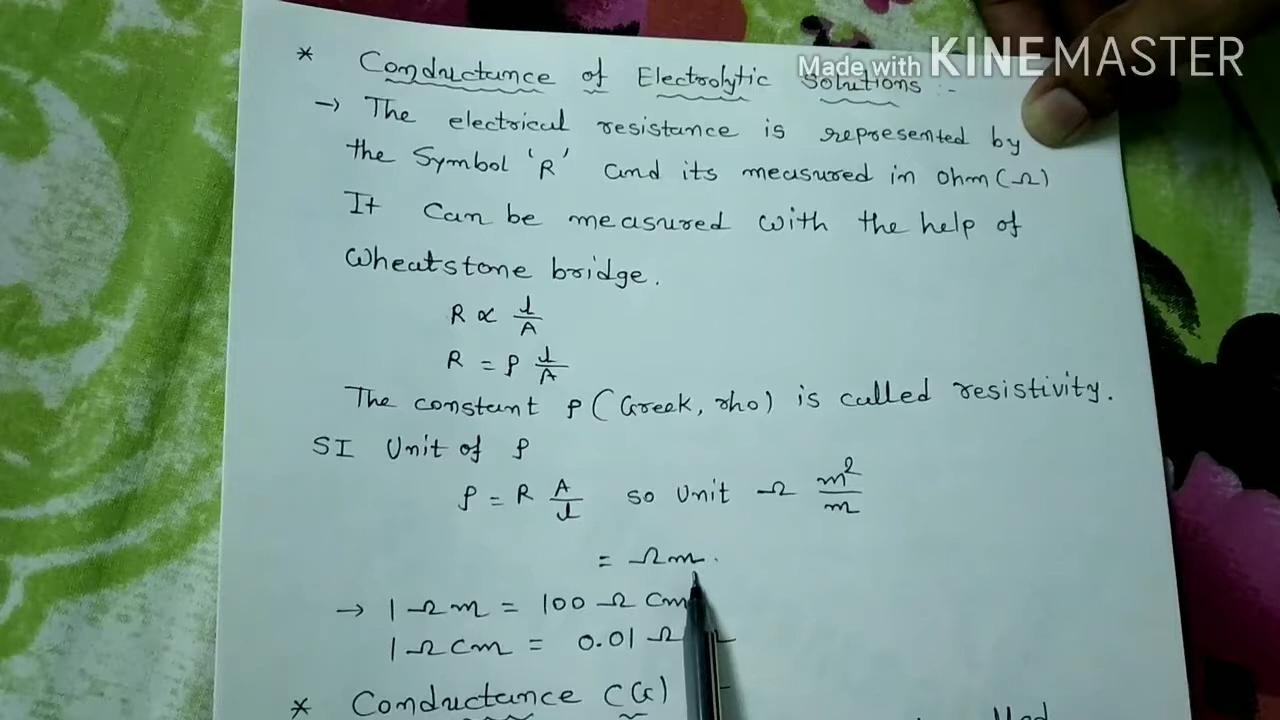 Made with KINEMASTER
* Conductance of Electrolytic Solutions :-
→ The electrical resistance is represented by
the Symbol 'R' and its measured in ohm (Ω)
It can be measured with the help of
wheatstone bridge.
R ∝ l/A
R = ρ l/A
The constant ρ (Greek, rho) is called resistivity.
SI Unit of ρ
ρ = R A/l so unit Ω m²/m
= Ωm.
→ 1 Ωm = 100 Ω cm
1 Ω cm = 0.01 Ω
* Conductance (G) -